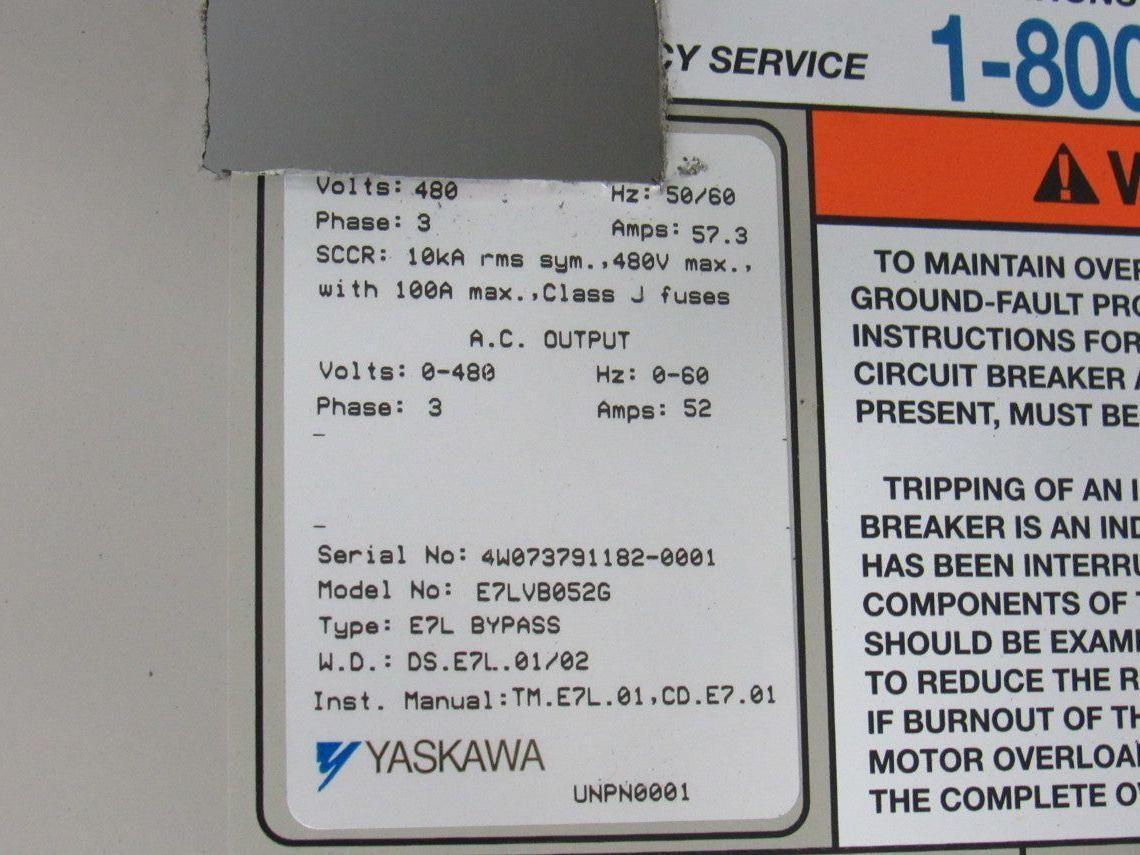 CY SERVICE
1-800
Volts: 480 Hz: 50/60
Phase: 3 Amps: 57.3
SCCR: 10kA rms sym.,480V max.,
with 100A max.,Class J fuses
A.C. OUTPUT
Volts: 0-480 Hz: 0-60
Phase: 3 Amps: 52
–
–
Serial No: 4W073791182-0001
Model No: E7LVB052G
Type: E7L BYPASS
W.D.: DS.E7L.01/02
Inst. Manual:TM.E7L.01,CD.E7.01
YASKAWA
UNPN0001
W
TO MAINTAIN OVER
GROUND-FAULT PRO
INSTRUCTIONS FOR
CIRCUIT BREAKER A
PRESENT, MUST BE
TRIPPING OF AN I
BREAKER IS AN IND
HAS BEEN INTERRU
COMPONENTS OF T
SHOULD BE EXAMI
TO REDUCE THE R
IF BURNOUT OF TH
MOTOR OVERLOA
THE COMPLETE O